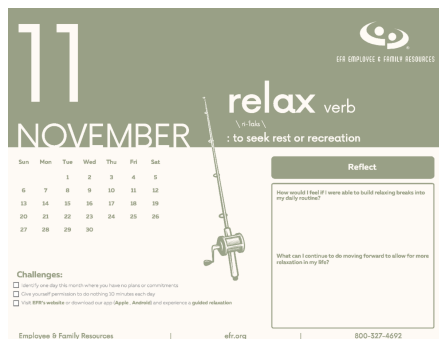 11
EFR EMPLOYEE & FAMILY RESOURCES
relax verb
\ ri-ˈlaks \
NOVEMBER
: to seek rest or recreation
Sun Mon Tue Wed Thu Fri Sat
1 2 3 4 5
6 7 8 9 10 11 12
13 14 15 16 17 18 19
20 21 22 23 24 25 26
27 28 29 30
Reflect
How would I feel if I were able to build relaxing breaks into
my daily routine?
What can I continue to do moving forward to allow for more
relaxation in my life?
Challenges:
Identify one day this month where you have no plans or commitments
Give yourself permission to do nothing 10 minutes each day
Visit EFR's website or download our app (Apple , Android) and experience a guided relaxation
Employee & Family Resources | efr.org | 800-327-4692